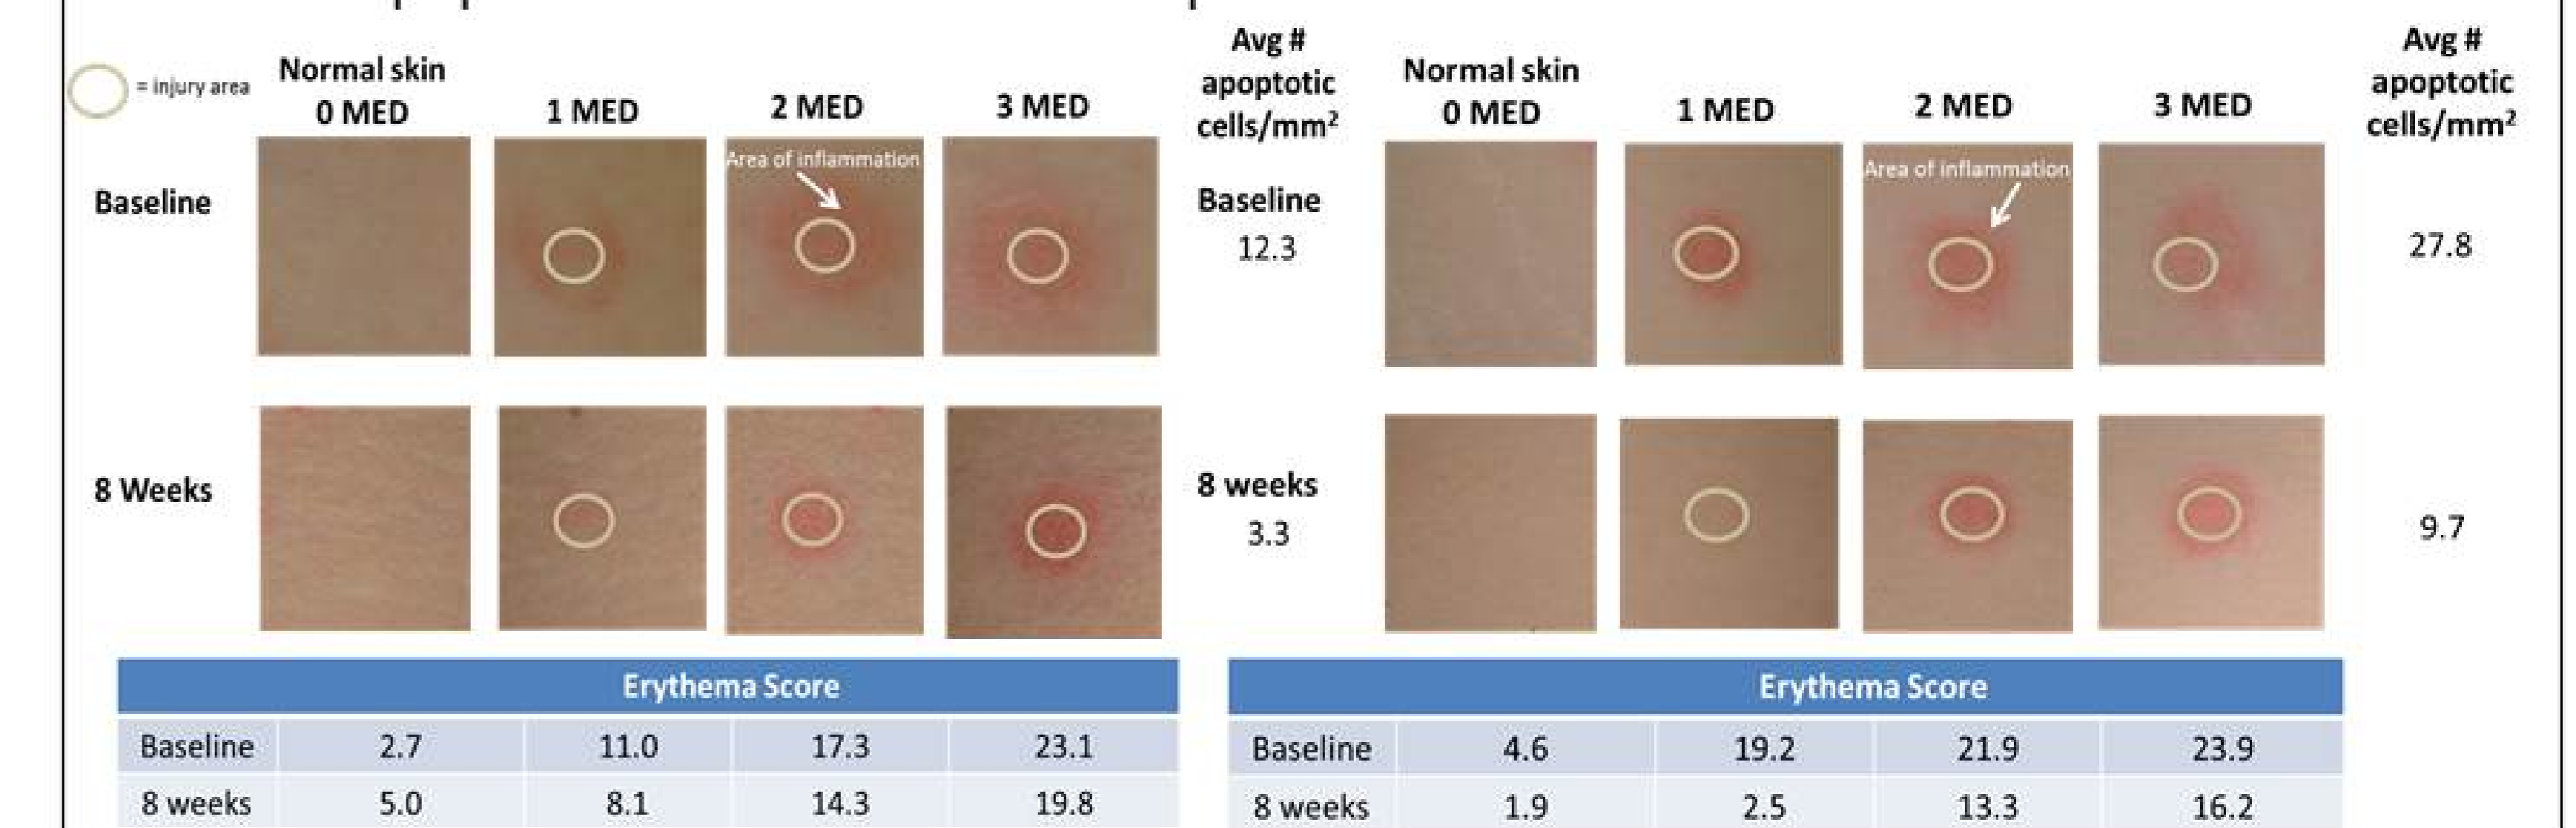 = injury area
Normal skin
0 MED
1 MED
2 MED
3 MED
Avg #
apoptotic
cells/mm²
Baseline
Area of inflammation
Baseline
12.3
8 Weeks
8 weeks
3.3
Erythema Score
Baseline 2.7 11.0 17.3 23.1
8 weeks 5.0 8.1 14.3 19.8
Normal skin
0 MED
1 MED
2 MED
3 MED
Avg #
apoptotic
cells/mm²
Area of inflammation
27.8
9.7
Erythema Score
Baseline 4.6 19.2 21.9 23.9
8 weeks 1.9 2.5 13.3 16.2